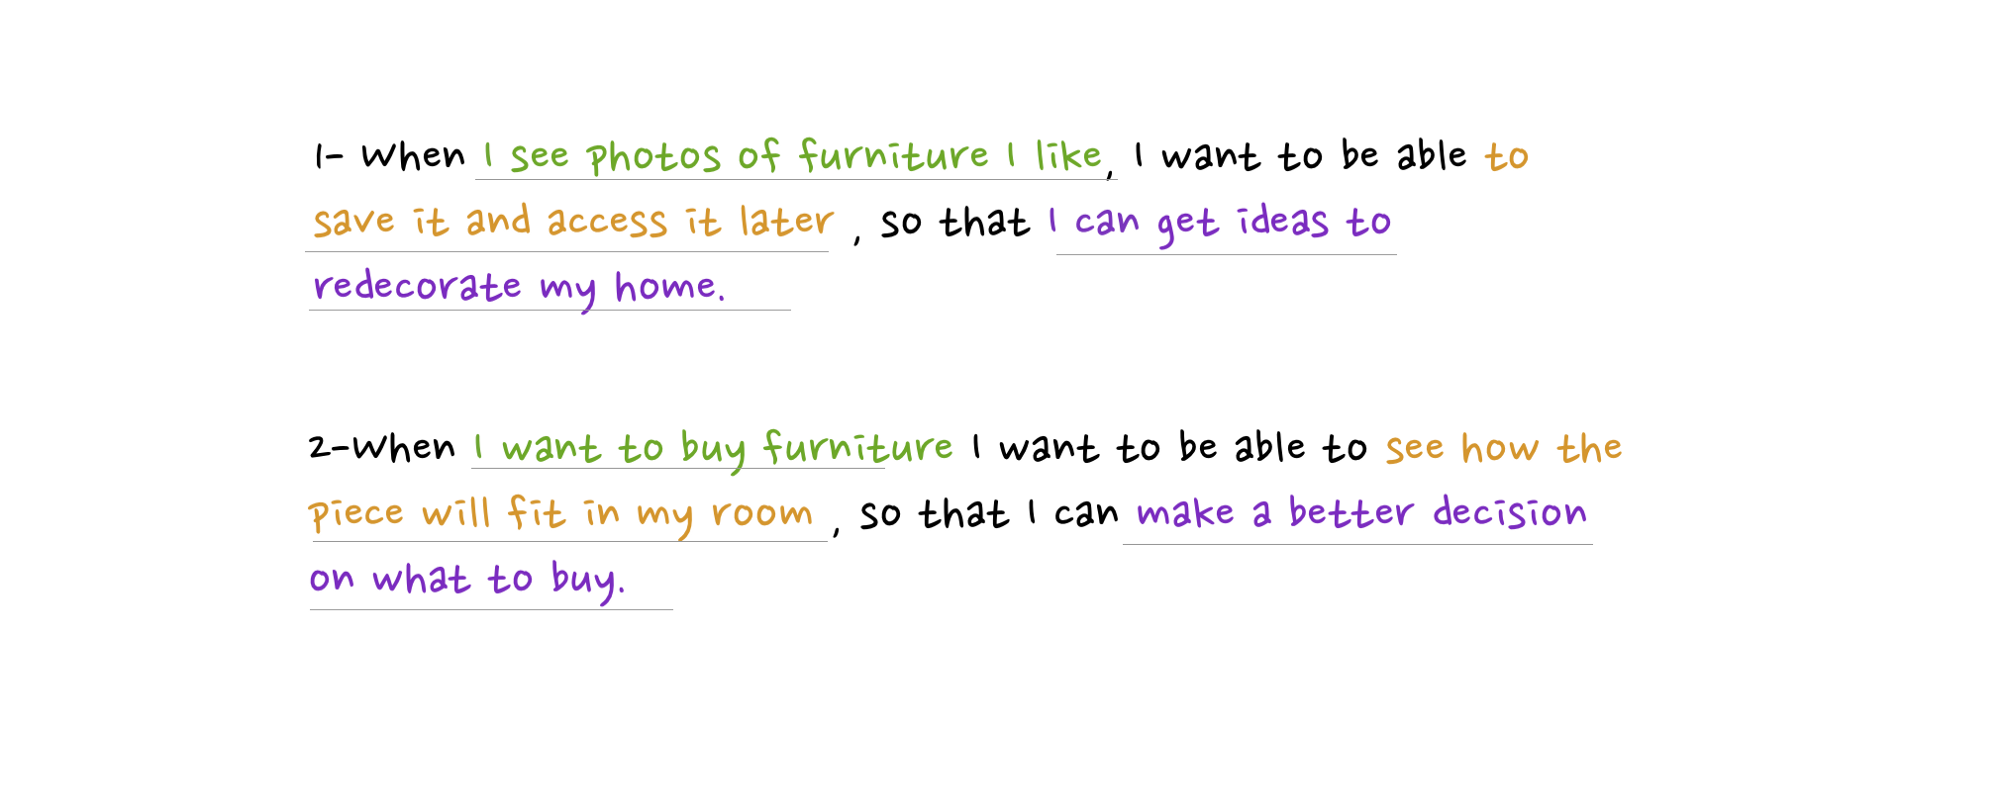 1- When I see photos of furniture I like, I want to be able to
save it and access it later , so that I can get ideas to
redecorate my home.
2-When I want to buy furniture I want to be able to see how the
piece will fit in my room , so that I can make a better decision
on what to buy.